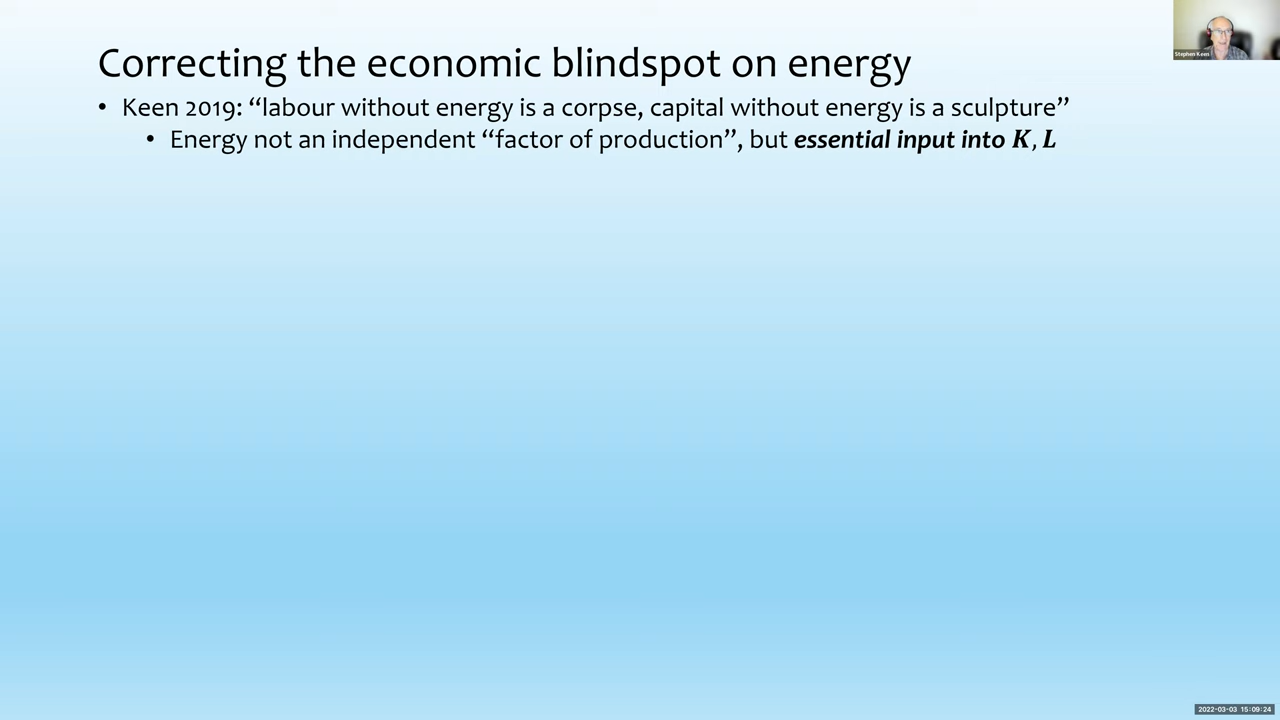 Correcting the economic blindspot on energy
Stephen Keen
• Keen 2019: “labour without energy is a corpse, capital without energy is a sculpture”
• Energy not an independent “factor of production”, but essential input into K, L
2022-03-03 15:09:24